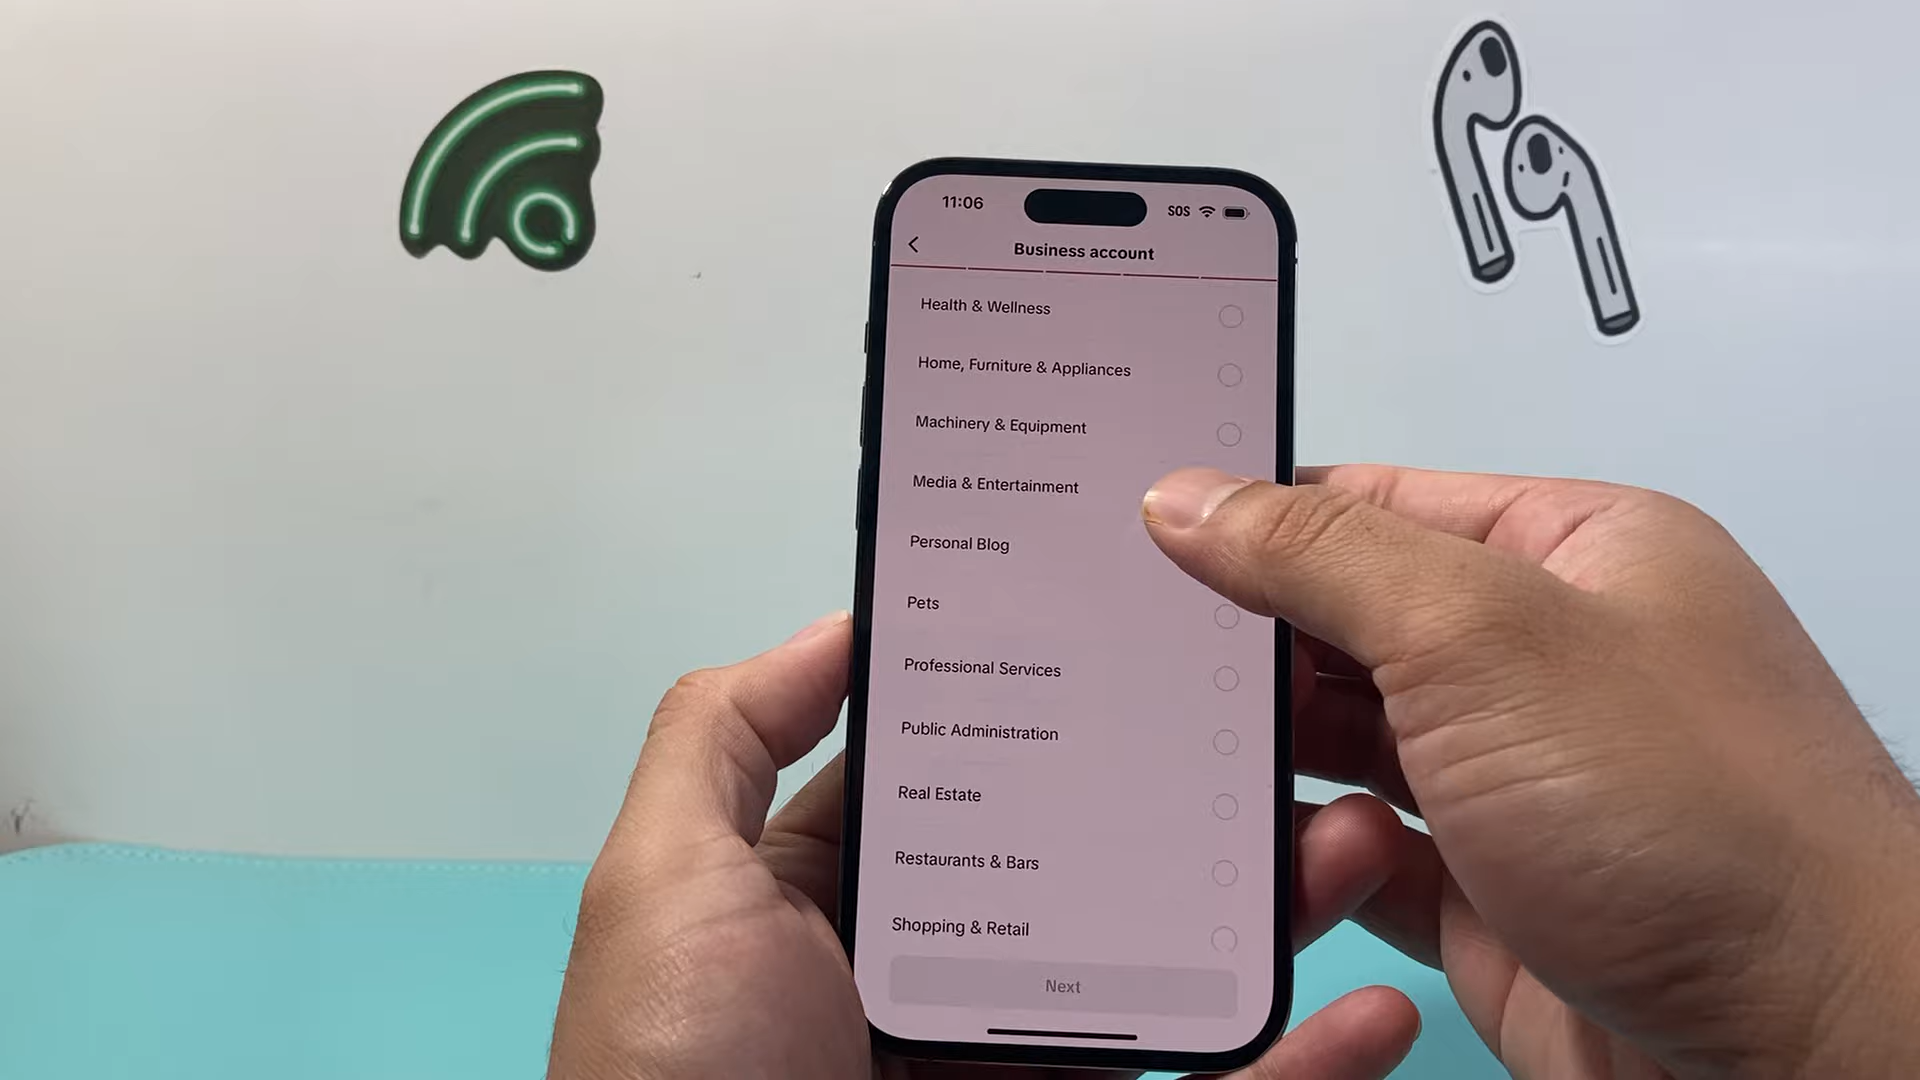 11:06
SOS
Business account
Health & Wellness
Home, Furniture & Appliances
Machinery & Equipment
Media & Entertainment
Personal Blog
Pets
Professional Services
Public Administration
Real Estate
Restaurants & Bars
Shopping & Retail
Next